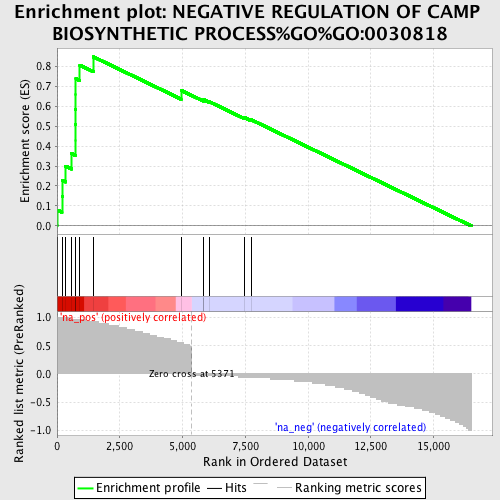 Enrichment plot: NEGATIVE REGULATION OF CAMP
BIOSYNTHETIC PROCESS%GO%GO:0030818
Enrichment score (ES)
0.8
0.7
0.6
0.5
0.4
0.3
0.2
0.1
0.0
'na_pos' (positively correlated)
Ranked list metric (PreRanked)
1.0
0.5
0.0
-0.5
-1.0
Zero cross at 5371
'na_neg' (negatively correlated)
0
2,500
5,000
7,500
10,000
12,500
15,000
Rank in Ordered Dataset
Enrichment profile
Hits
Ranking metric scores